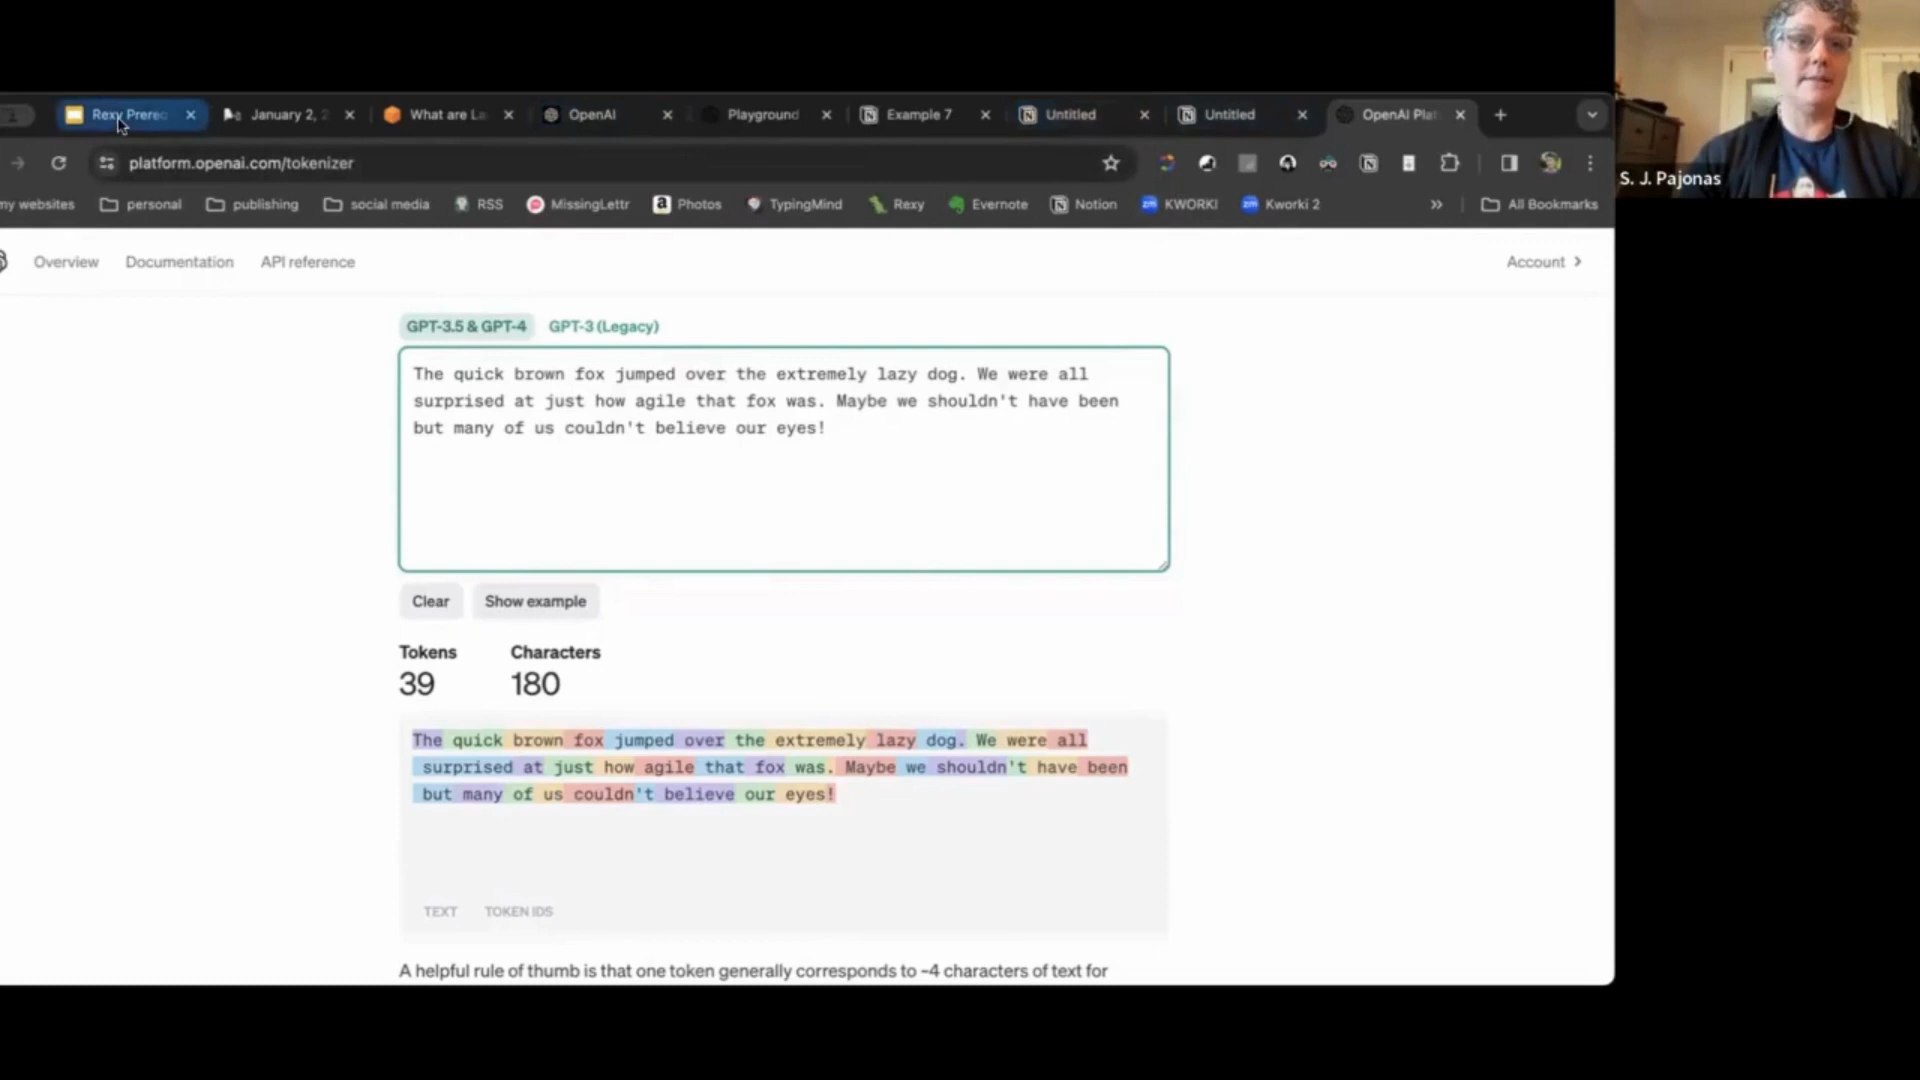 Rexy Prerec
January 2, 2
What are La
OpenAI
Playground
Example 7
Untitled
Untitled
OpenAI Plat
platform.openai.com/tokenizer
my websites
personal
publishing
social media
RSS
MissingLettr
Photos
TypingMind
Rexy
Evernote
Notion
KWORKI
Kworki 2
All Bookmarks
S. J. Pajonas
Overview
Documentation
API reference
Account
GPT-3.5 & GPT-4
GPT-3 (Legacy)
The quick brown fox jumped over the extremely lazy dog. We were all
surprised at just how agile that fox was. Maybe we shouldn't have been
but many of us couldn't believe our eyes!
Clear
Show example
Tokens
Characters
39
180
The quick brown fox jumped over the extremely lazy dog. We were all
surprised at just how agile that fox was. Maybe we shouldn't have been
but many of us couldn't believe our eyes!
TEXT
TOKEN IDS
A helpful rule of thumb is that one token generally corresponds to ~4 characters of text for